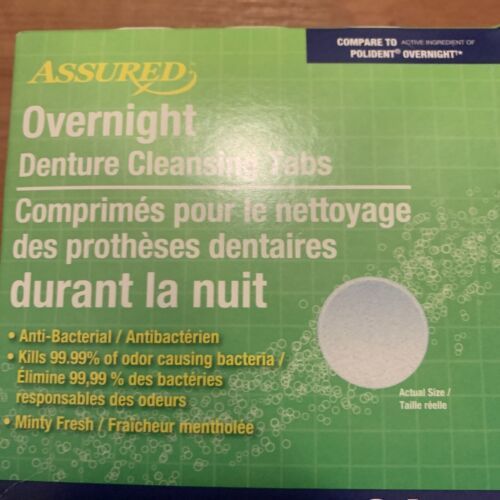 COMPARE TO ACTIVE INGREDIENT OF
POLIDENT® OVERNIGHT!*
ASSURED
Overnight
Denture Cleansing Tabs
Comprimés pour le nettoyage
des prothèses dentaires
durant la nuit
• Anti-Bacterial / Antibactérien
• Kills 99.99% of odor causing bacteria /
Élimine 99,99 % des bactéries
responsables des odeurs
• Minty Fresh / Fraîcheur mentholée
Actual Size /
Taille réelle